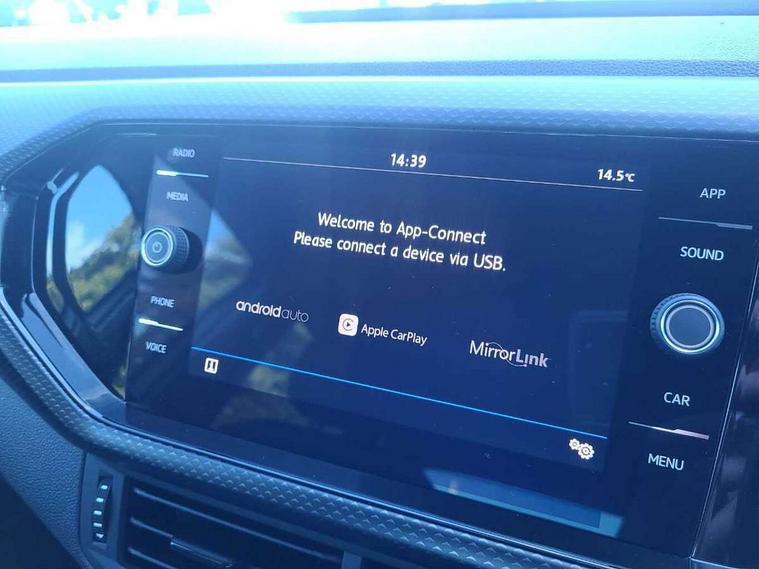 RADIO
MEDIA
PHONE
VOICE
14:39
14.5°C
Welcome to App-Connect
Please connect a device via USB.
androidauto
Apple CarPlay
MirrorLink
APP
SOUND
CAR
MENU